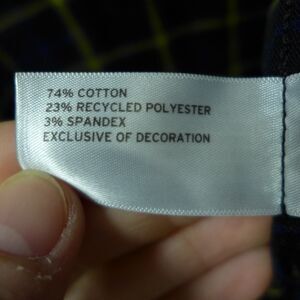 74% COTTON
23% RECYCLED POLYESTER
3% SPANDEX
EXCLUSIVE OF DECORATION